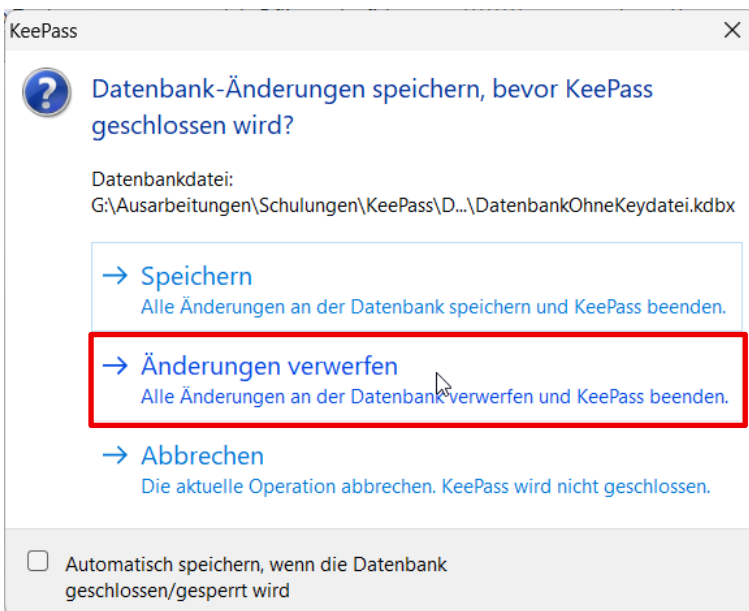 KeePass
Datenbank-Änderungen speichern, bevor KeePass
geschlossen wird?
Datenbankdatei:
G:\Ausarbeitungen\Schulungen\KeePass\D...\DatenbankOhneKeydatei.kdbx
→ Speichern
Alle Änderungen an der Datenbank speichern und KeePass beenden.
→ Änderungen verwerfen
Alle Änderungen an der Datenbank verwerfen und KeePass beenden.
→ Abbrechen
Die aktuelle Operation abbrechen. KeePass wird nicht geschlossen.
Automatisch speichern, wenn die Datenbank
geschlossen/gesperrt wird